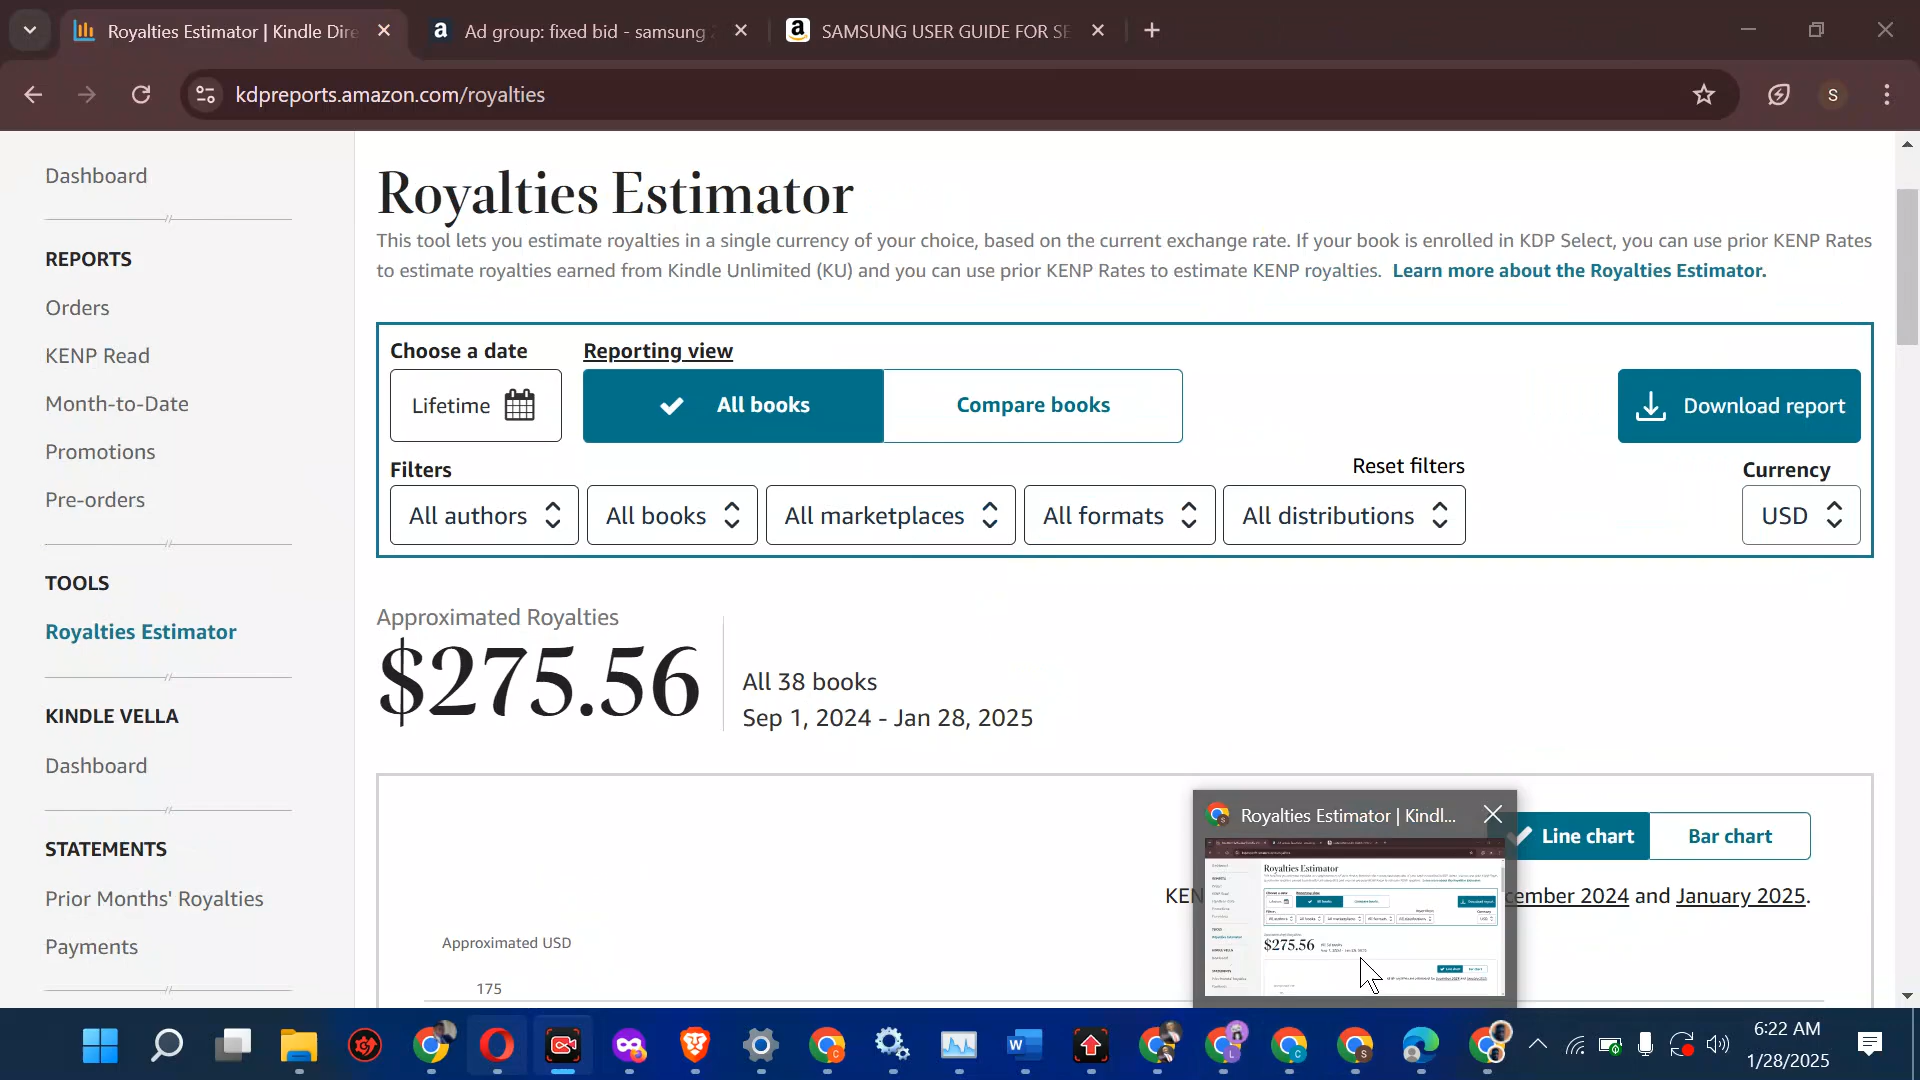 Royalties Estimator | Kindle Dire
Ad group: fixed bid - samsung
SAMSUNG USER GUIDE FOR SE
kdpreports.amazon.com/royalties
S
Dashboard
REPORTS
Orders
KENP Read
Month-to-Date
Promotions
Pre-orders
TOOLS
Royalties Estimator
KINDLE VELLA
Dashboard
STATEMENTS
Prior Months' Royalties
Payments
Royalties Estimator
This tool lets you estimate royalties in a single currency of your choice, based on the current exchange rate. If your book is enrolled in KDP Select, you can use prior KENP Rates
to estimate royalties earned from Kindle Unlimited (KU) and you can use prior KENP Rates to estimate KENP royalties. Learn more about the Royalties Estimator.
Choose a date
Reporting view
Lifetime
All books
Compare books
Download report
Filters
Reset filters
Currency
All authors
All books
All marketplaces
All formats
All distributions
USD
Approximated Royalties
$275.56
All 38 books
Sep 1, 2024 - Jan 28, 2025
Royalties Estimator | Kindl...
Line chart
Bar chart
Royalties Estimator
$275.56
KEN
cember 2024 and January 2025.
Approximated USD
175
6:22 AM
1/28/2025